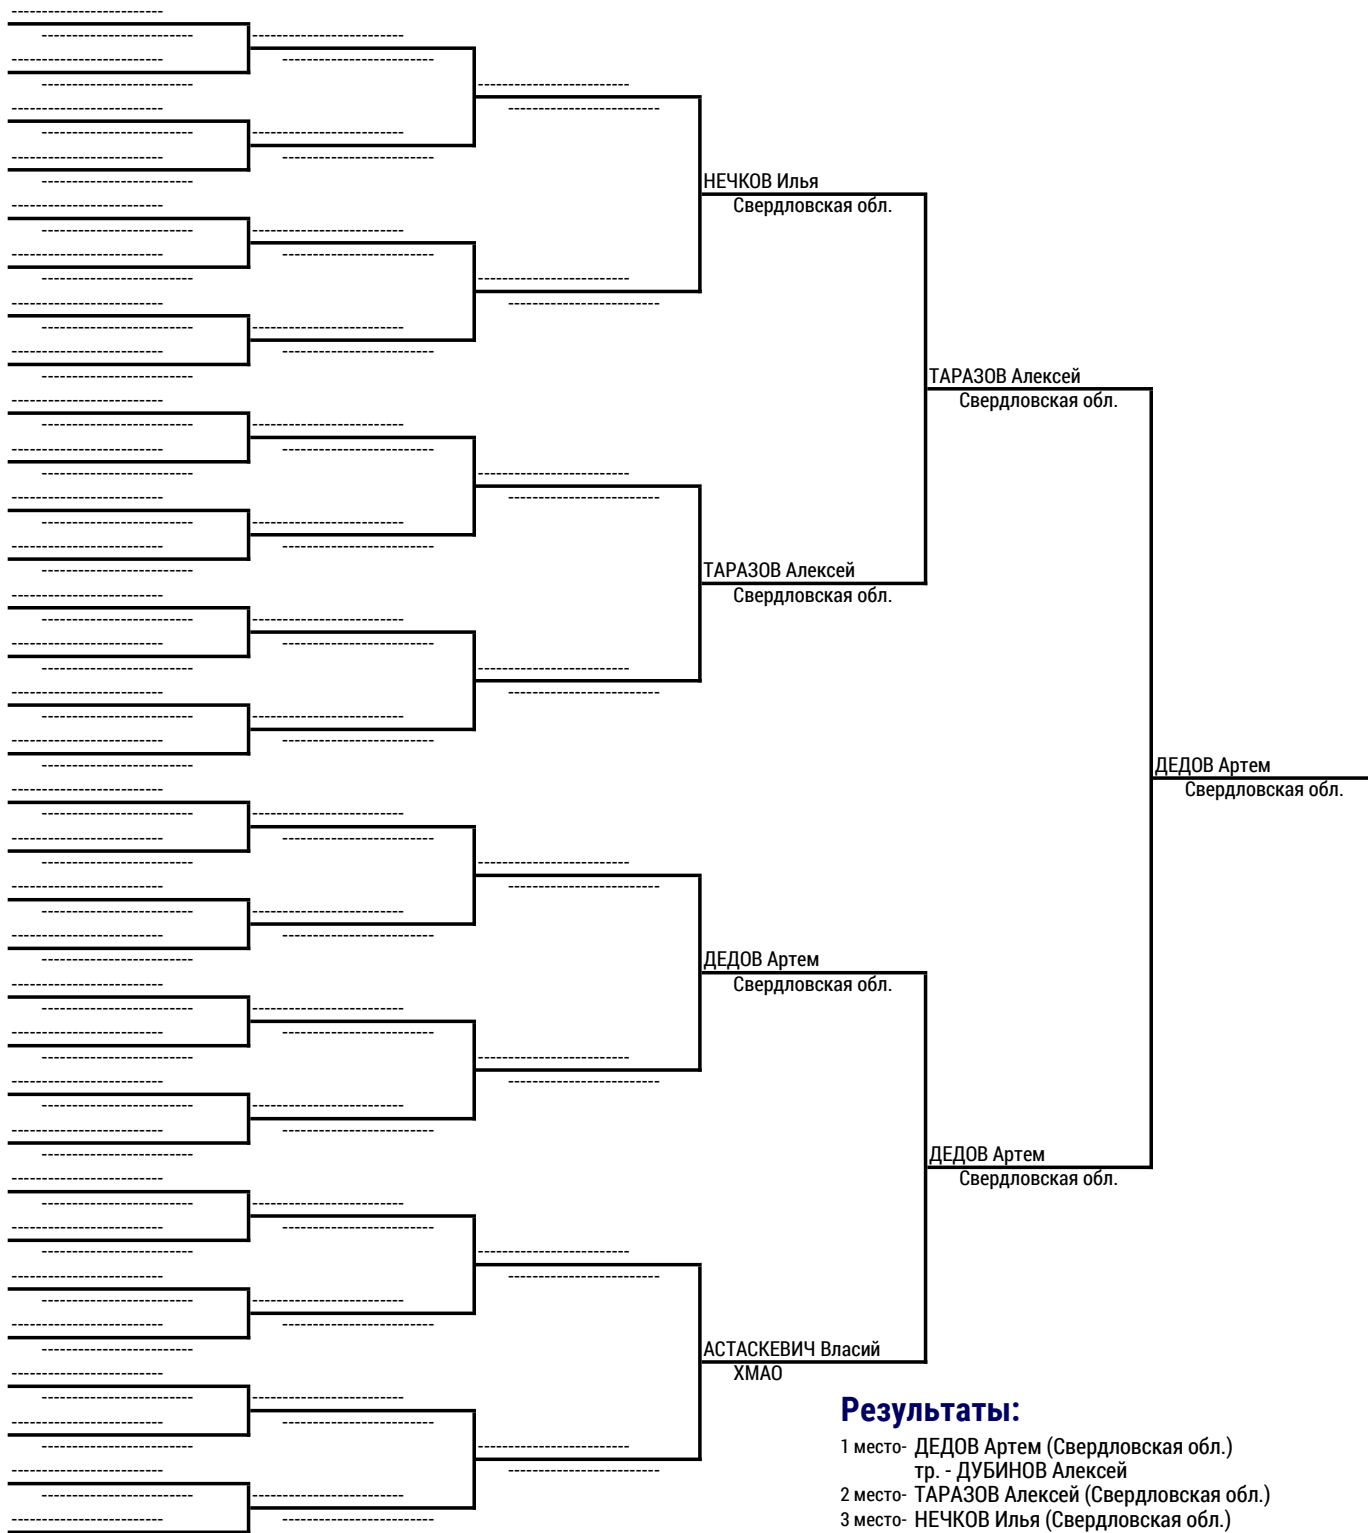 НЕЧКОВ Илья
Свердловская обл.
ТАРАЗОВ Алексей
Свердловская обл.
ТАРАЗОВ Алексей
Свердловская обл.
ДЕДОВ Артем
Свердловская обл.
ДЕДОВ Артем
Свердловская обл.
ДЕДОВ Артем
Свердловская обл.
АСТАСКЕВИЧ Власий
ХМАО
Результаты:
1 место- ДЕДОВ Артем (Свердловская обл.)
тр. - ДУБИНОВ Алексей
2 место- ТАРАЗОВ Алексей (Свердловская обл.)
3 место- НЕЧКОВ Илья (Свердловская обл.)